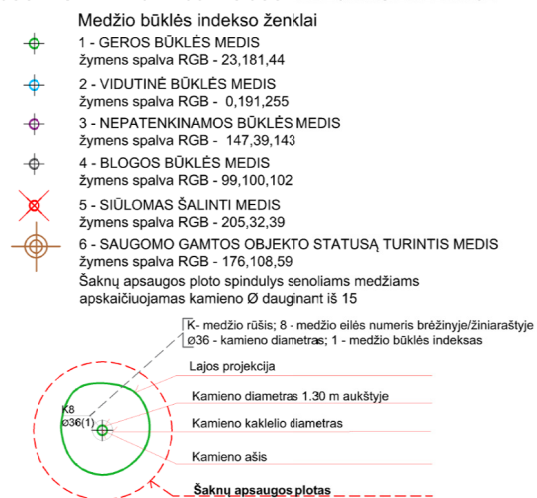 Medžio būklės indekso ženklai
1 - GEROS BŪKLĖS MEDIS
žymens spalva RGB - 23,181,44
2 - VIDUTINĖ BŪKLĖS MEDIS
žymens spalva RGB - 0,191,255
3 - NEPATENKINAMOS BŪKLĖS MEDIS
žymens spalva RGB - 147,39,143
4 - BLOGOS BŪKLĖS MEDIS
žymens spalva RGB - 99,100,102
5 - SIŪLOMAS ŠALINTI MEDIS
žymens spalva RGB - 205,32,39
6 - SAUGOMO GAMTOS OBJEKTO STATUSĄ TURINTIS MEDIS
žymens spalva RGB - 176,108,59
Šaknų apsaugos ploto spindulys senoliams medžiams
apskaičiuojamas kamieno Ø dauginant iš 15
K- medžio rūšis; 8 - medžio eilės numeris brėžinyje/žiniaraštyje
ø36 - kamieno diametras; 1 - medžio būklės indeksas
Lajos projekcija
Kamieno diametras 1.30 m aukštyje
K8
ø36(1)
Kamieno kaklelio diametras
Kamieno ašis
Šaknų apsaugos plotas